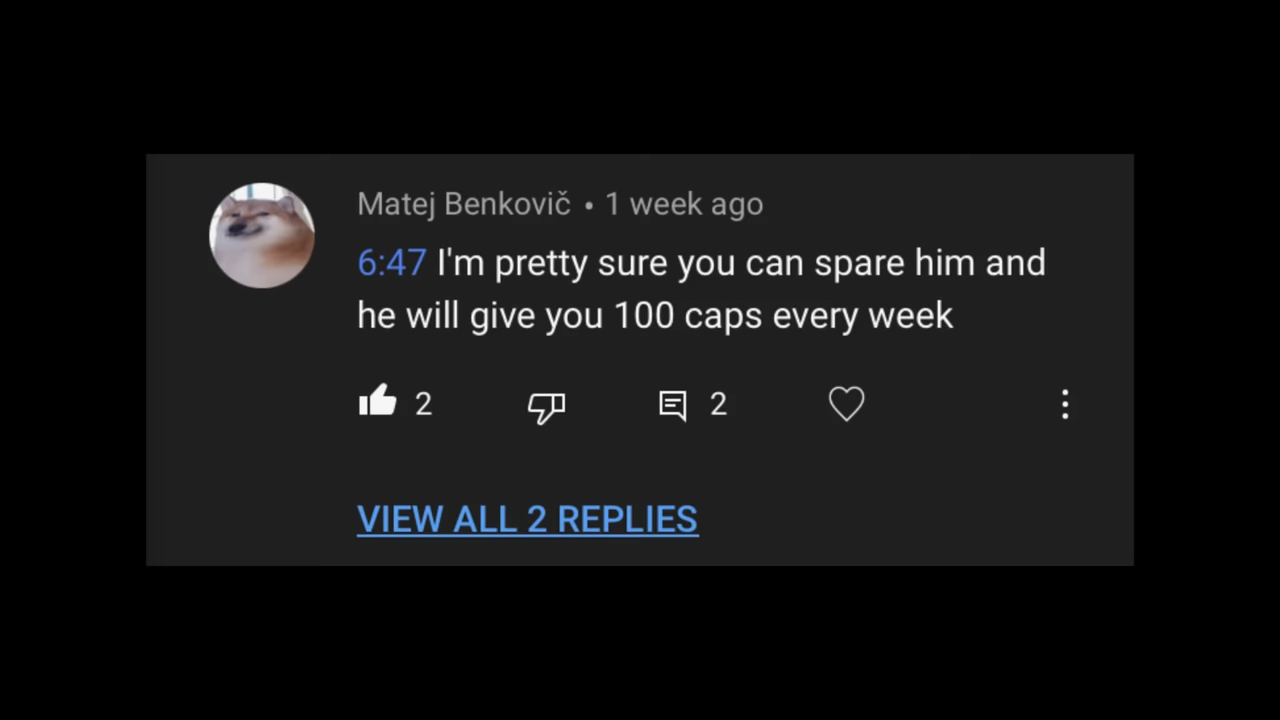 Matej Benkovič • 1 week ago
6:47 I'm pretty sure you can spare him and
he will give you 100 caps every week
2 2
VIEW ALL 2 REPLIES